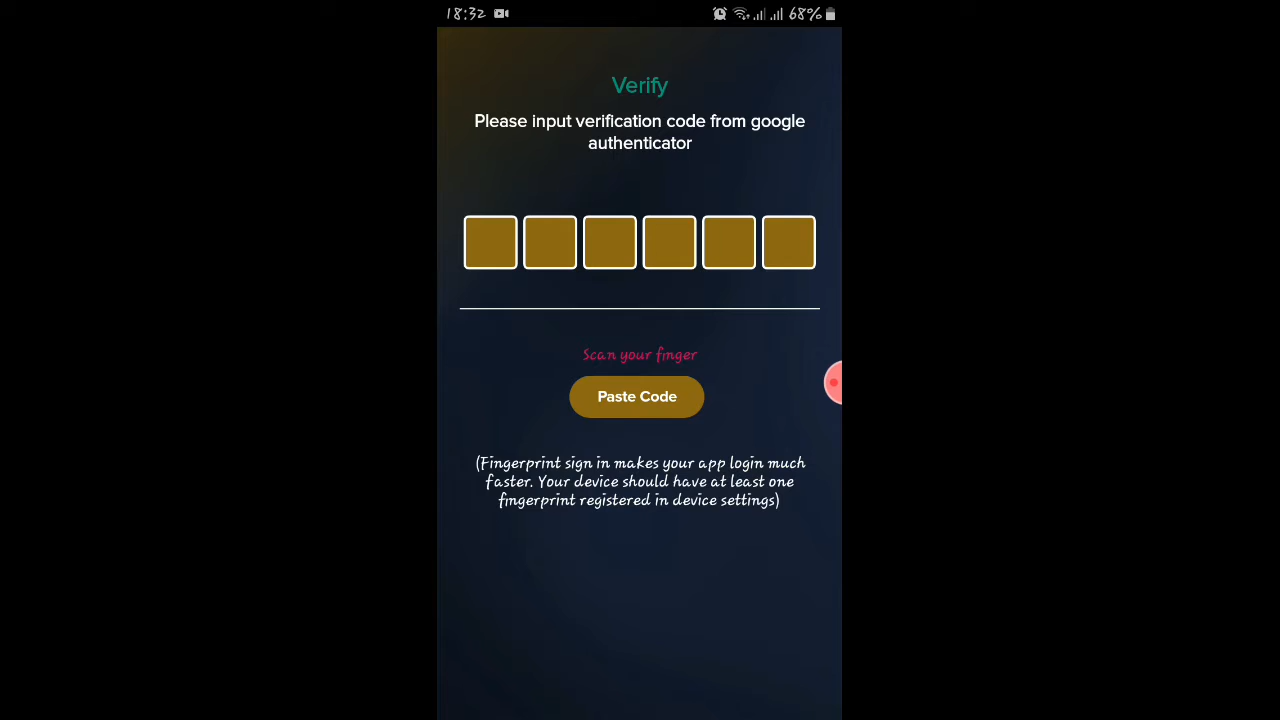 18:32 68%
Verify
Please input verification code from google
authenticator
Scan your finger
Paste Code
(Fingerprint sign in makes your app login much
faster. Your device should have at least one
fingerprint registered in device settings)